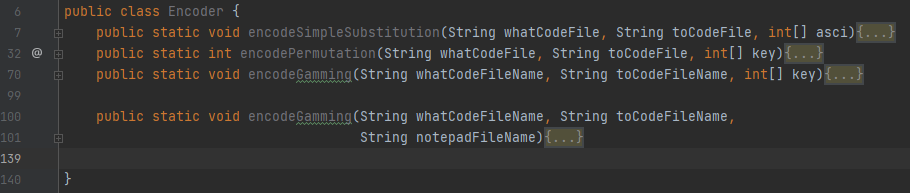 6 public class Encoder {
7 public static void encodeSimpleSubstitution(String whatCodeFile, String toCodeFile, int[] asci){...}
32 @ public static int encodePermutation(String whatCodeFile, String toCodeFile, int[] key){...}
70 public static void encodeGamming(String whatCodeFileName, String toCodeFileName, int[] key){...}
99
100 public static void encodeGamming(String whatCodeFileName, String toCodeFileName,
101 String notepadFileName){...}
139
140 }